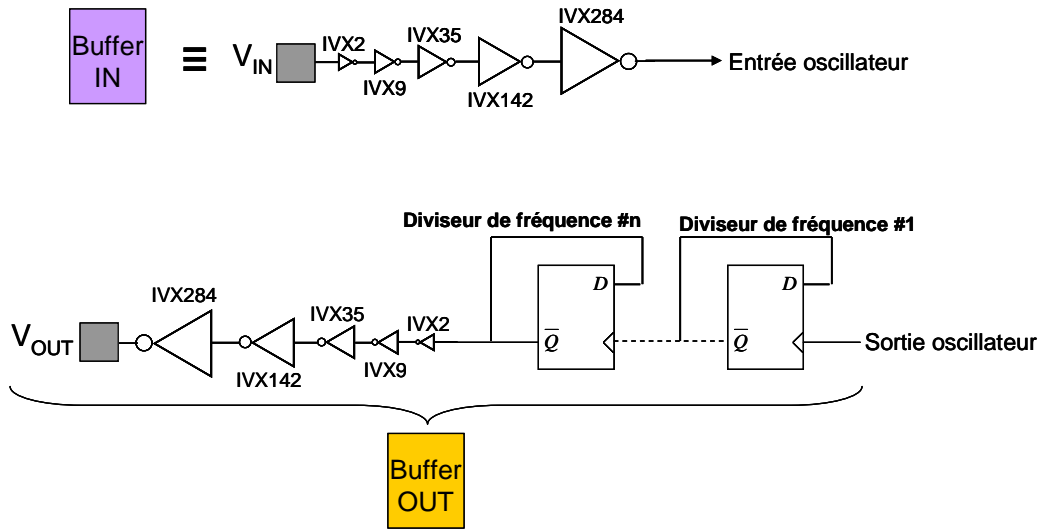 IVX284
IVX2
IVX35
Buffer
IN
≡
VIN
Entrée oscillateur
IVX9
IVX142
Diviseur de fréquence #n
Diviseur de fréquence #1
D
D
IVX284
IVX35
IVX2
VOUT
Q̅
Q̅
Sortie oscillateur
IVX142
IVX9
Buffer
OUT